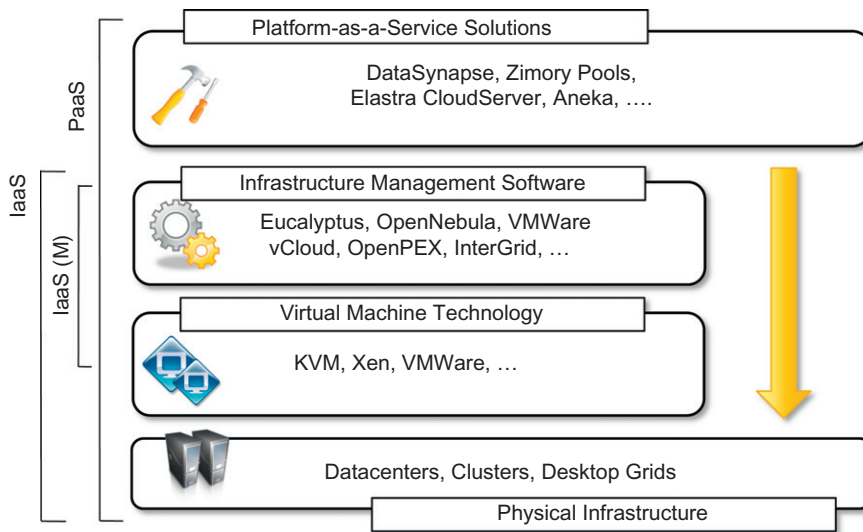 Platform-as-a-Service Solutions
DataSynapse, Zimory Pools,
Elastra CloudServer, Aneka, ….
PaaS
IaaS
IaaS (M)
Infrastructure Management Software
Eucalyptus, OpenNebula, VMWare
vCloud, OpenPEX, InterGrid, …
Virtual Machine Technology
KVM, Xen, VMWare, …
Datacenters, Clusters, Desktop Grids
Physical Infrastructure